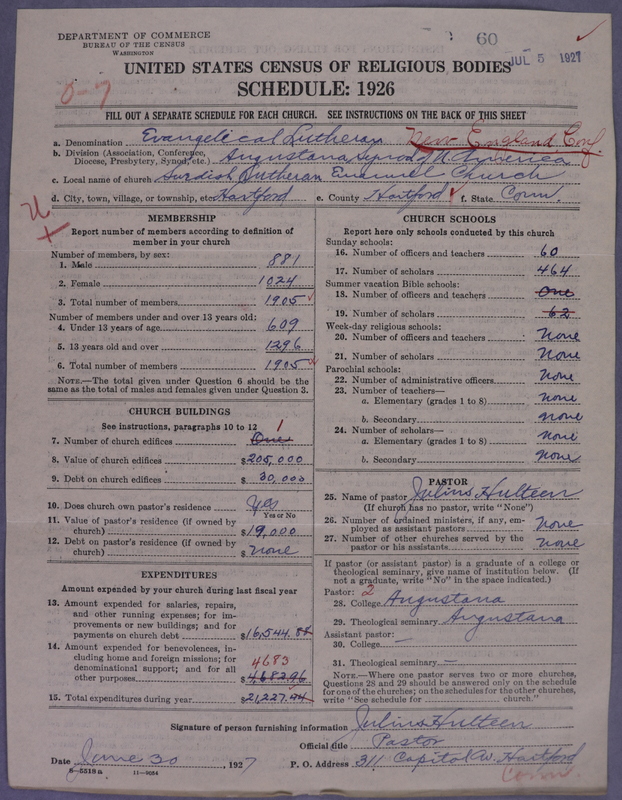 DEPARTMENT OF COMMERCE
BUREAU OF THE CENSUS
WASHINGTON
60
JUL 5 1927
UNITED STATES CENSUS OF RELIGIOUS BODIES
SCHEDULE: 1926
0-7
FILL OUT A SEPARATE SCHEDULE FOR EACH CHURCH. SEE INSTRUCTIONS ON THE BACK OF THIS SHEET
a. Denomination Evangelical Lutheran New England Conf
b. Division (Association, Conference, Diocese, Presbytery, Synod, etc.) Augustana Synod of N. America
c. Local name of church Swedish Lutheran Emanuel Church
d. City, town, village, or township, etc. Hartford e. County Hartford f. State Conn.
MEMBERSHIP
Report number of members according to definition of
member in your church
Number of members, by sex:
1. Male 881
2. Female 1024
3. Total number of members 1905
Number of members under and over 13 years old:
4. Under 13 years of age 609
5. 13 years old and over 1296
6. Total number of members 1905
NOTE.—The total given under Question 6 should be the
same as the total of males and females given under Question 3.
CHURCH BUILDINGS
See instructions, paragraphs 10 to 12
7. Number of church edifices One 1
8. Value of church edifices $205,000
9. Debt on church edifices $30,000
10. Does church own pastor's residence Yes
Yes or No
11. Value of pastor's residence (if owned by
church) $19,000
12. Debt on pastor's residence (if owned by
church) $none
EXPENDITURES
Amount expended by your church during last fiscal year
13. Amount expended for salaries, repairs,
and other running expenses; for im-
provements or new buildings; and for
payments on church debt $16,544.88
14. Amount expended for benevolences, in-
cluding home and foreign missions; for
denominational support; and for all
other purposes 4683 $4,682.96
15. Total expenditures during year $21,227.44
CHURCH SCHOOLS
Report here only schools conducted by this church
Sunday schools:
16. Number of officers and teachers 60
17. Number of scholars 464
Summer vacation Bible schools:
18. Number of officers and teachers One
19. Number of scholars 62
Week-day religious schools:
20. Number of officers and teachers None
21. Number of scholars None
Parochial schools:
22. Number of administrative officers None
23. Number of teachers—
a. Elementary (grades 1 to 8) None
b. Secondary None
24. Number of scholars—
a. Elementary (grades 1 to 8) None
b. Secondary None
PASTOR
25. Name of pastor Julius Hulteen
(If church has no pastor, write "None")
26. Number of ordained ministers, if any, em-
ployed as assistant pastors None
27. Number of other churches served by the
pastor or his assistants None
If pastor (or assistant pastor) is a graduate of a college or
theological seminary, give name of institution below. (If
not a graduate, write "No" in the space indicated.)
Pastor: 2
28. College Augustana
29. Theological seminary Augustana
Assistant pastor:
30. College —
31. Theological seminary —
NOTE.—Where one pastor serves two or more churches,
Questions 28 and 29 should be answered only on the schedule
for one of the churches; on the schedules for the other churches,
write "See schedule for church."
Signature of person furnishing information Julius Hulteen
Official title Pastor
Date June 30, 1927 P. O. Address 311 Capitol Av. Hartford
Conn.
8—5518 a 11—9064